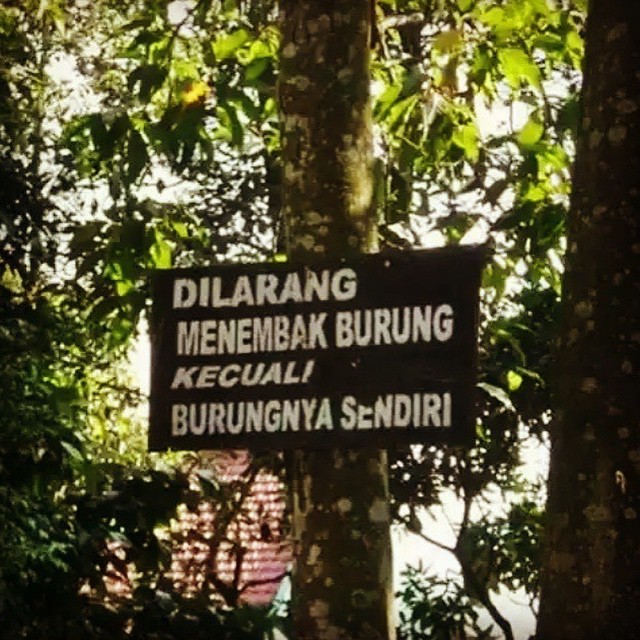 DILARANG
MENEMBAK BURUNG
KECUALI
BURUNGNYA SENDIRI